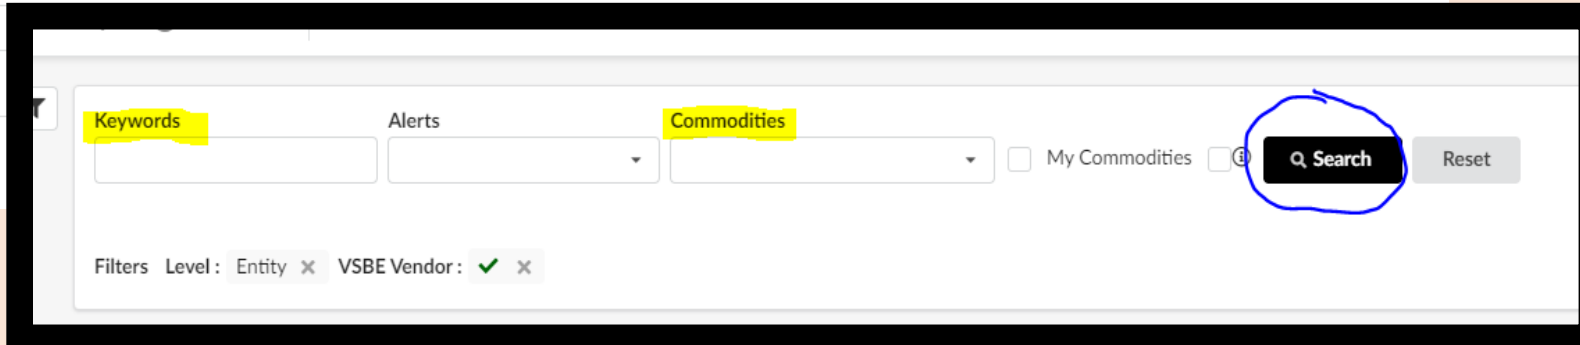 Keywords Alerts Commodities
My Commodities Search Reset
Filters Level : Entity VSBE Vendor :